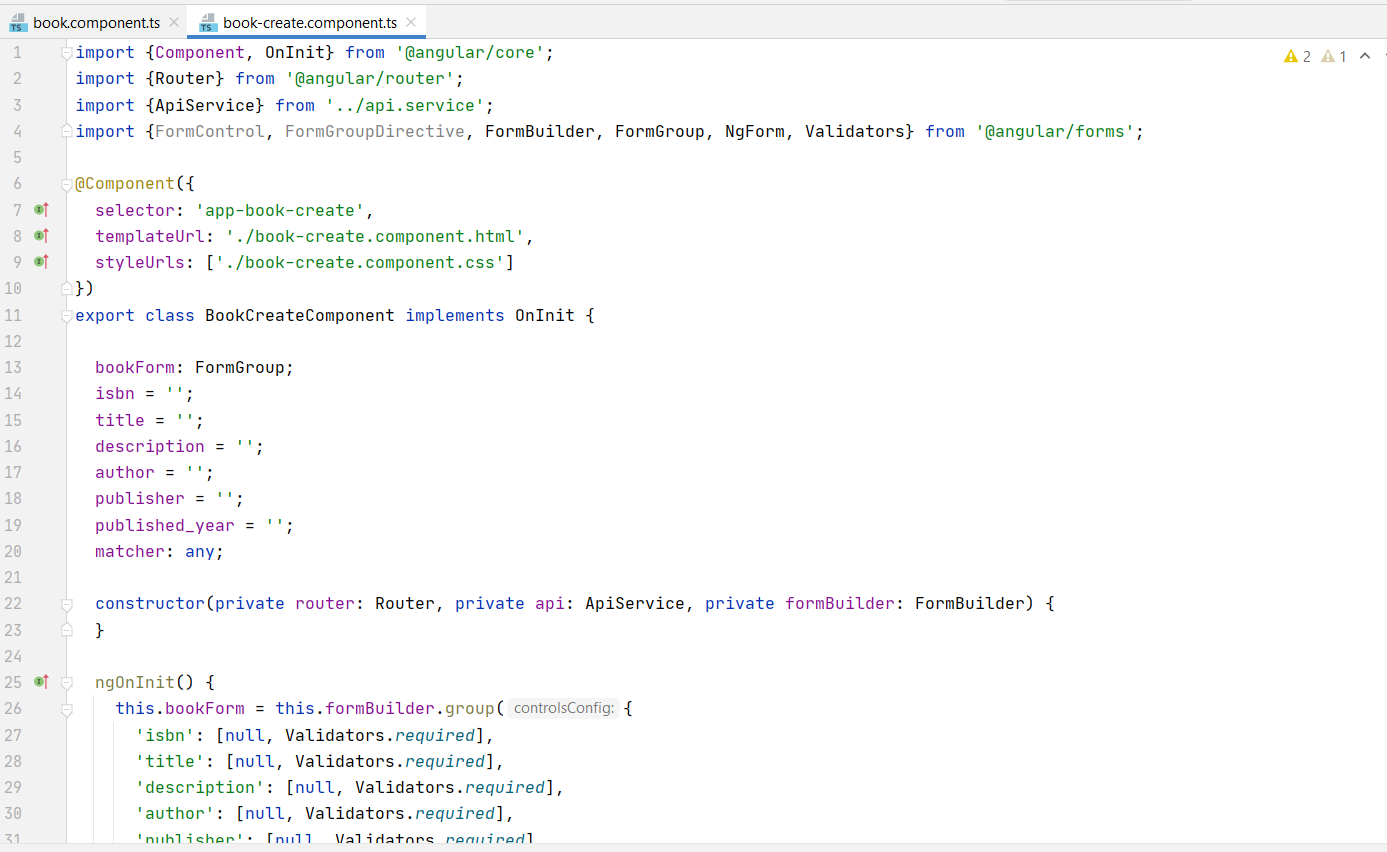 book.component.ts book-create.component.ts
1 import {Component, OnInit} from '@angular/core'; 2 1
2 import {Router} from '@angular/router';
3 import {ApiService} from '../api.service';
4 import {FormControl, FormGroupDirective, FormBuilder, FormGroup, NgForm, Validators} from '@angular/forms';
5
6 @Component({
7 selector: 'app-book-create',
8 templateUrl: './book-create.component.html',
9 styleUrls: ['./book-create.component.css']
10 })
11 export class BookCreateComponent implements OnInit {
12
13 bookForm: FormGroup;
14 isbn = '';
15 title = '';
16 description = '';
17 author = '';
18 publisher = '';
19 published_year = '';
20 matcher: any;
21
22 constructor(private router: Router, private api: ApiService, private formBuilder: FormBuilder) {
23 }
24
25 ngOnInit() {
26 this.bookForm = this.formBuilder.group( controlsConfig: {
27 'isbn': [null, Validators.required],
28 'title': [null, Validators.required],
29 'description': [null, Validators.required],
30 'author': [null, Validators.required],
31 'publisher': [null, Validators.required]